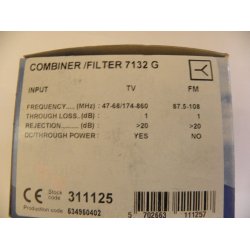 COMBINER /FILTER 7132 G
INPUT TV FM
FREQUENCY....(MHz): 47-68/174-860 87.5-108
THROUGH LOSS..(dB): 1 1
REJECTION.....(dB): >20 >20
DC/THROUGH POWER: YES NO
CE Stock code 311125
Production code 634950402
5 702663 111257